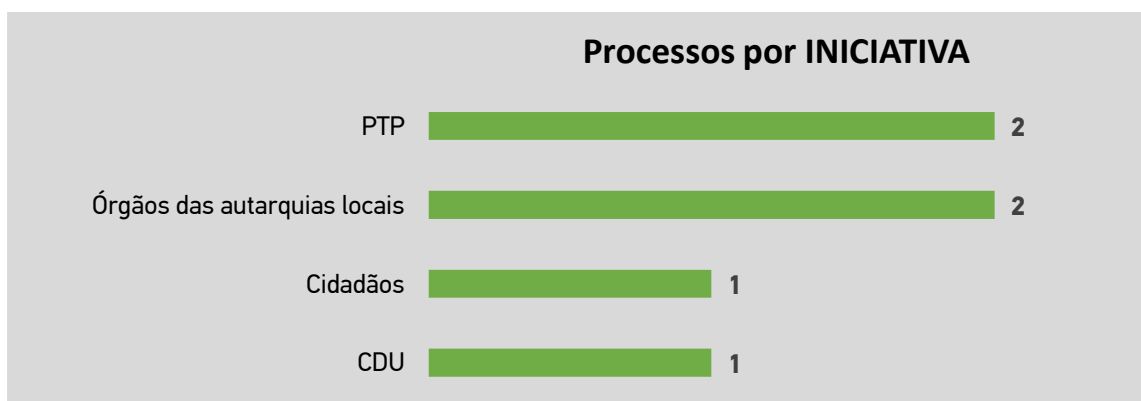 Processos por INICIATIVA
PTP 2
Órgãos das autarquias locais 2
Cidadãos 1
CDU 1